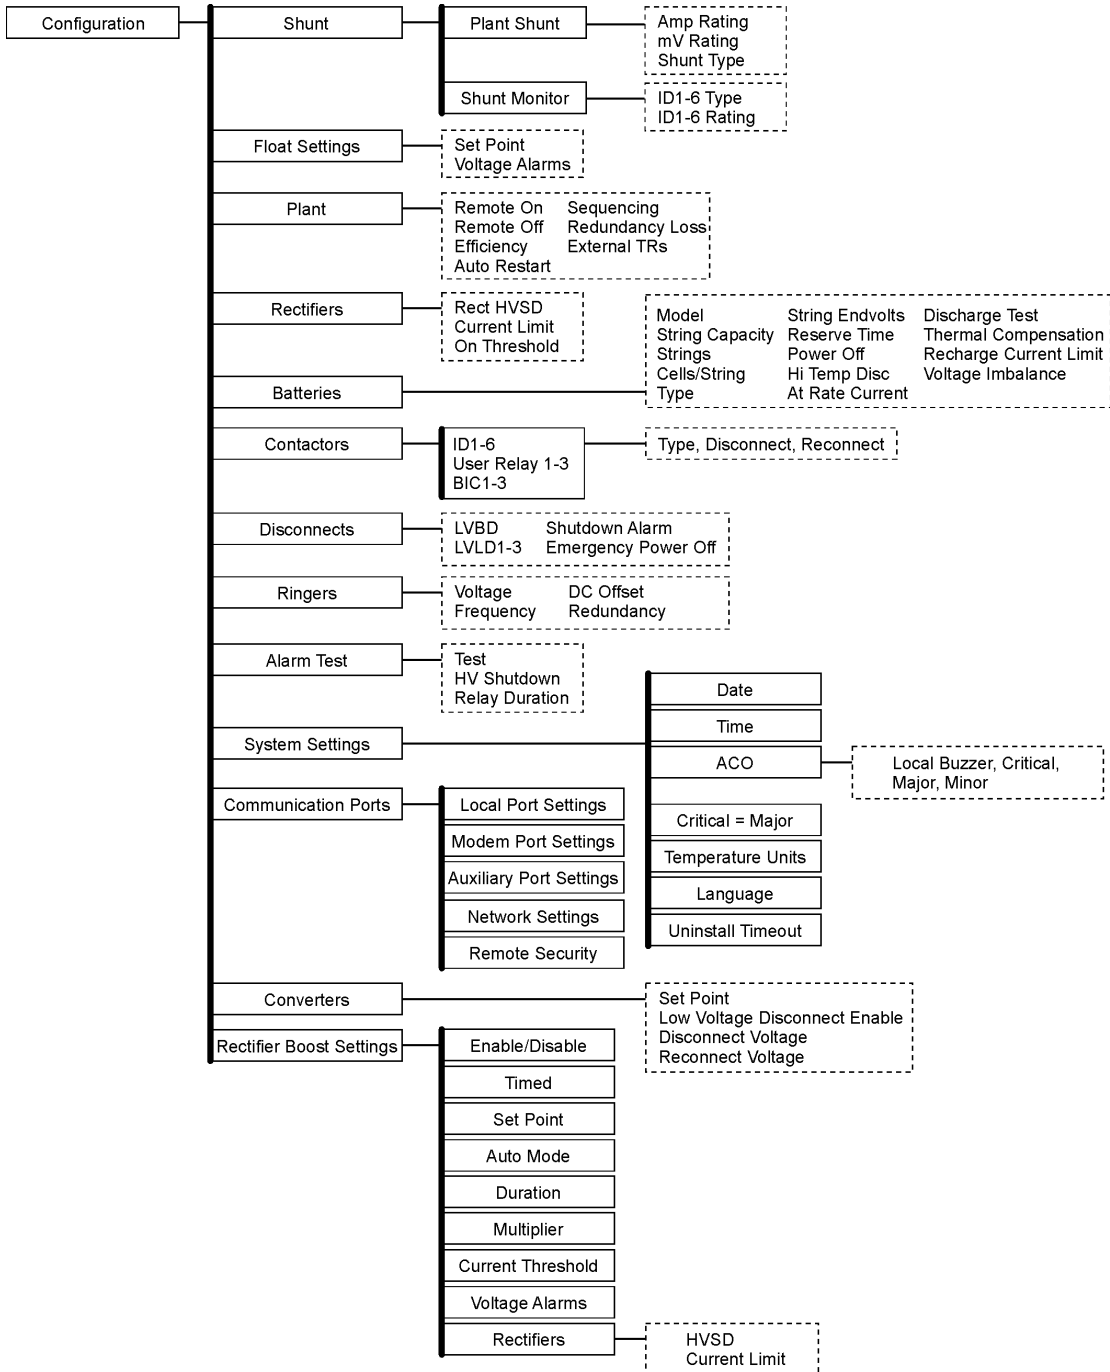 Configuration
Shunt
Plant Shunt
Amp Rating
mV Rating
Shunt Type
Shunt Monitor
ID1-6 Type
ID1-6 Rating
Float Settings
Set Point
Voltage Alarms
Plant
Remote On Sequencing
Remote Off Redundancy Loss
Efficiency External TRs
Auto Restart
Rectifiers
Rect HVSD
Current Limit
On Threshold
Batteries
Model String Endvolts Discharge Test
String Capacity Reserve Time Thermal Compensation
Strings Power Off Recharge Current Limit
Cells/String Hi Temp Disc Voltage Imbalance
Type At Rate Current
Contactors
ID1-6
User Relay 1-3
BIC1-3
Type, Disconnect, Reconnect
Disconnects
LVBD Shutdown Alarm
LVLD1-3 Emergency Power Off
Ringers
Voltage DC Offset
Frequency Redundancy
Alarm Test
Test
HV Shutdown
Relay Duration
System Settings
Date
Time
ACO
Local Buzzer, Critical,
Major, Minor
Critical = Major
Temperature Units
Language
Uninstall Timeout
Communication Ports
Local Port Settings
Modem Port Settings
Auxiliary Port Settings
Network Settings
Remote Security
Converters
Set Point
Low Voltage Disconnect Enable
Disconnect Voltage
Reconnect Voltage
Rectifier Boost Settings
Enable/Disable
Timed
Set Point
Auto Mode
Duration
Multiplier
Current Threshold
Voltage Alarms
Rectifiers
HVSD
Current Limit